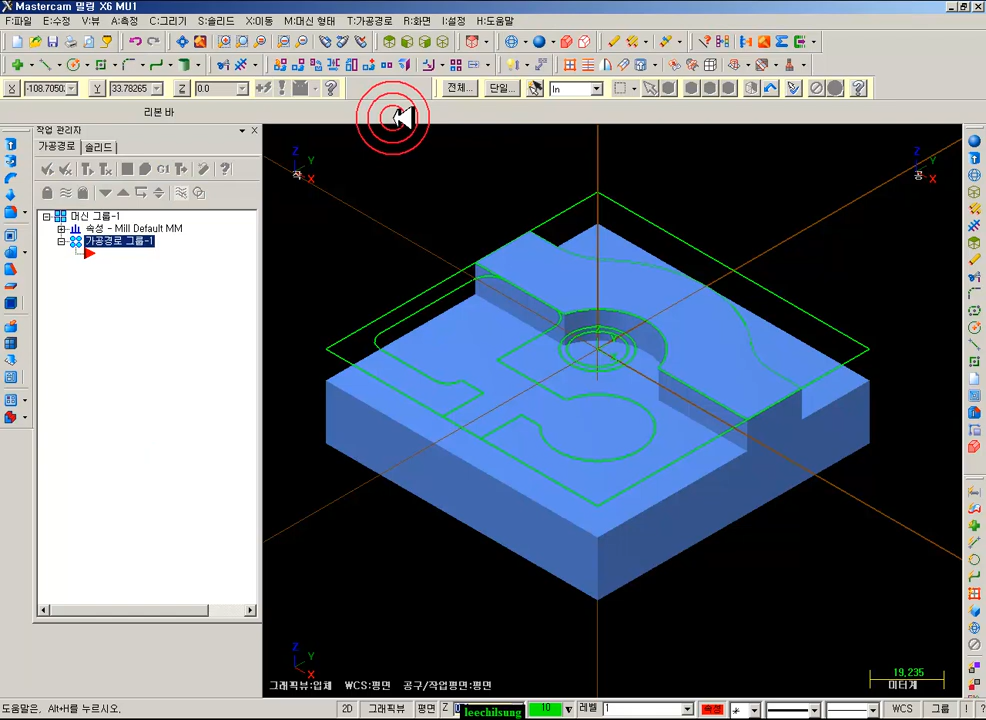 Mastercam 밀링 X6 MU1
F:파일 E:수정 V:뷰 A:측정 C:그리기 S:솔리드 X:이동 M:머신 형태 T:가공경로 R:화면 I:설정 H:도움말
X -108.7050 Y 33.78265 Z 0.0 전체... 단일... In
리본 바
작업 관리자
가공경로 솔리드
G1
머신 그룹-1
속성 - Mill Default MM
가공경로 그룹-1
Z Y X
작
Z Y X
공
Z Y X
그래픽뷰:입체 WCS:평면 공구/작업평면:평면
19,235
미터계
도움말은, Alt+H를 누르시오. 2D 그래픽뷰 평면 Z 10 레벨 1 속성 WCS 그룹 ! ?
leechilsung